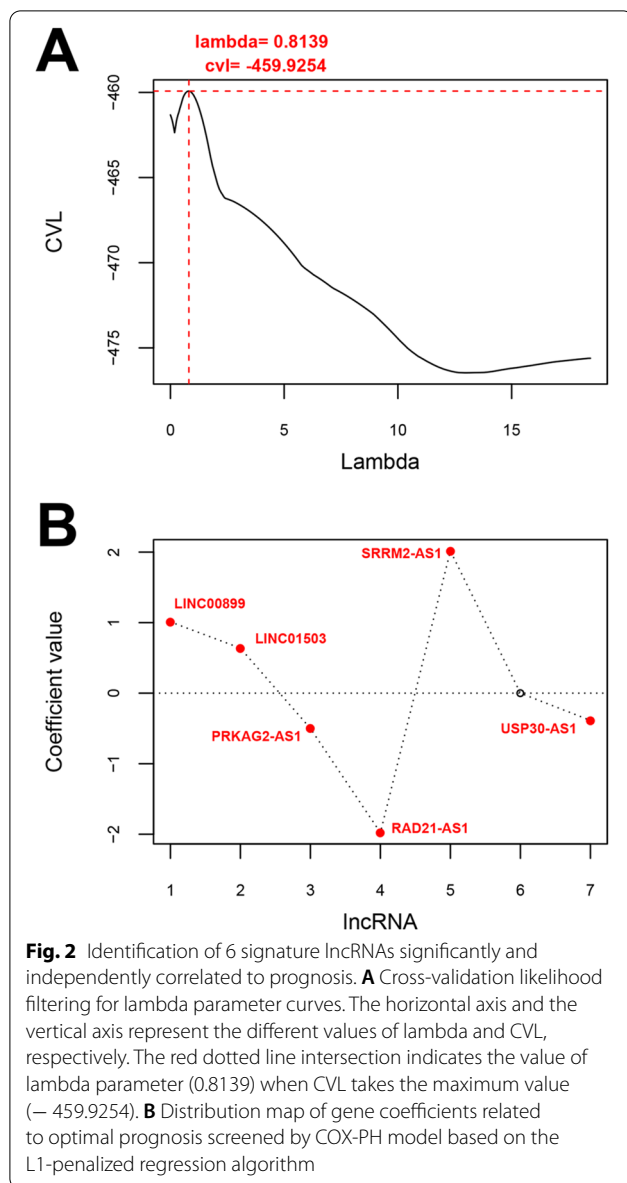 A
lambda= 0.8139
cvl= -459.9254
-460
-465
-470
-475
CVL
0 5 10 15
Lambda
B
2
1
0
-1
-2
Coefficient value
LINC00899
LINC01503
PRKAG2-AS1
RAD21-AS1
SRRM2-AS1
USP30-AS1
1 2 3 4 5 6 7
lncRNA
Fig. 2 Identification of 6 signature lncRNAs significantly and
independently correlated to prognosis. A Cross-validation likelihood
filtering for lambda parameter curves. The horizontal axis and the
vertical axis represent the different values of lambda and CVL,
respectively. The red dotted line intersection indicates the value of
lambda parameter (0.8139) when CVL takes the maximum value
(− 459.9254). B Distribution map of gene coefficients related
to optimal prognosis screened by COX-PH model based on the
L1-penalized regression algorithm